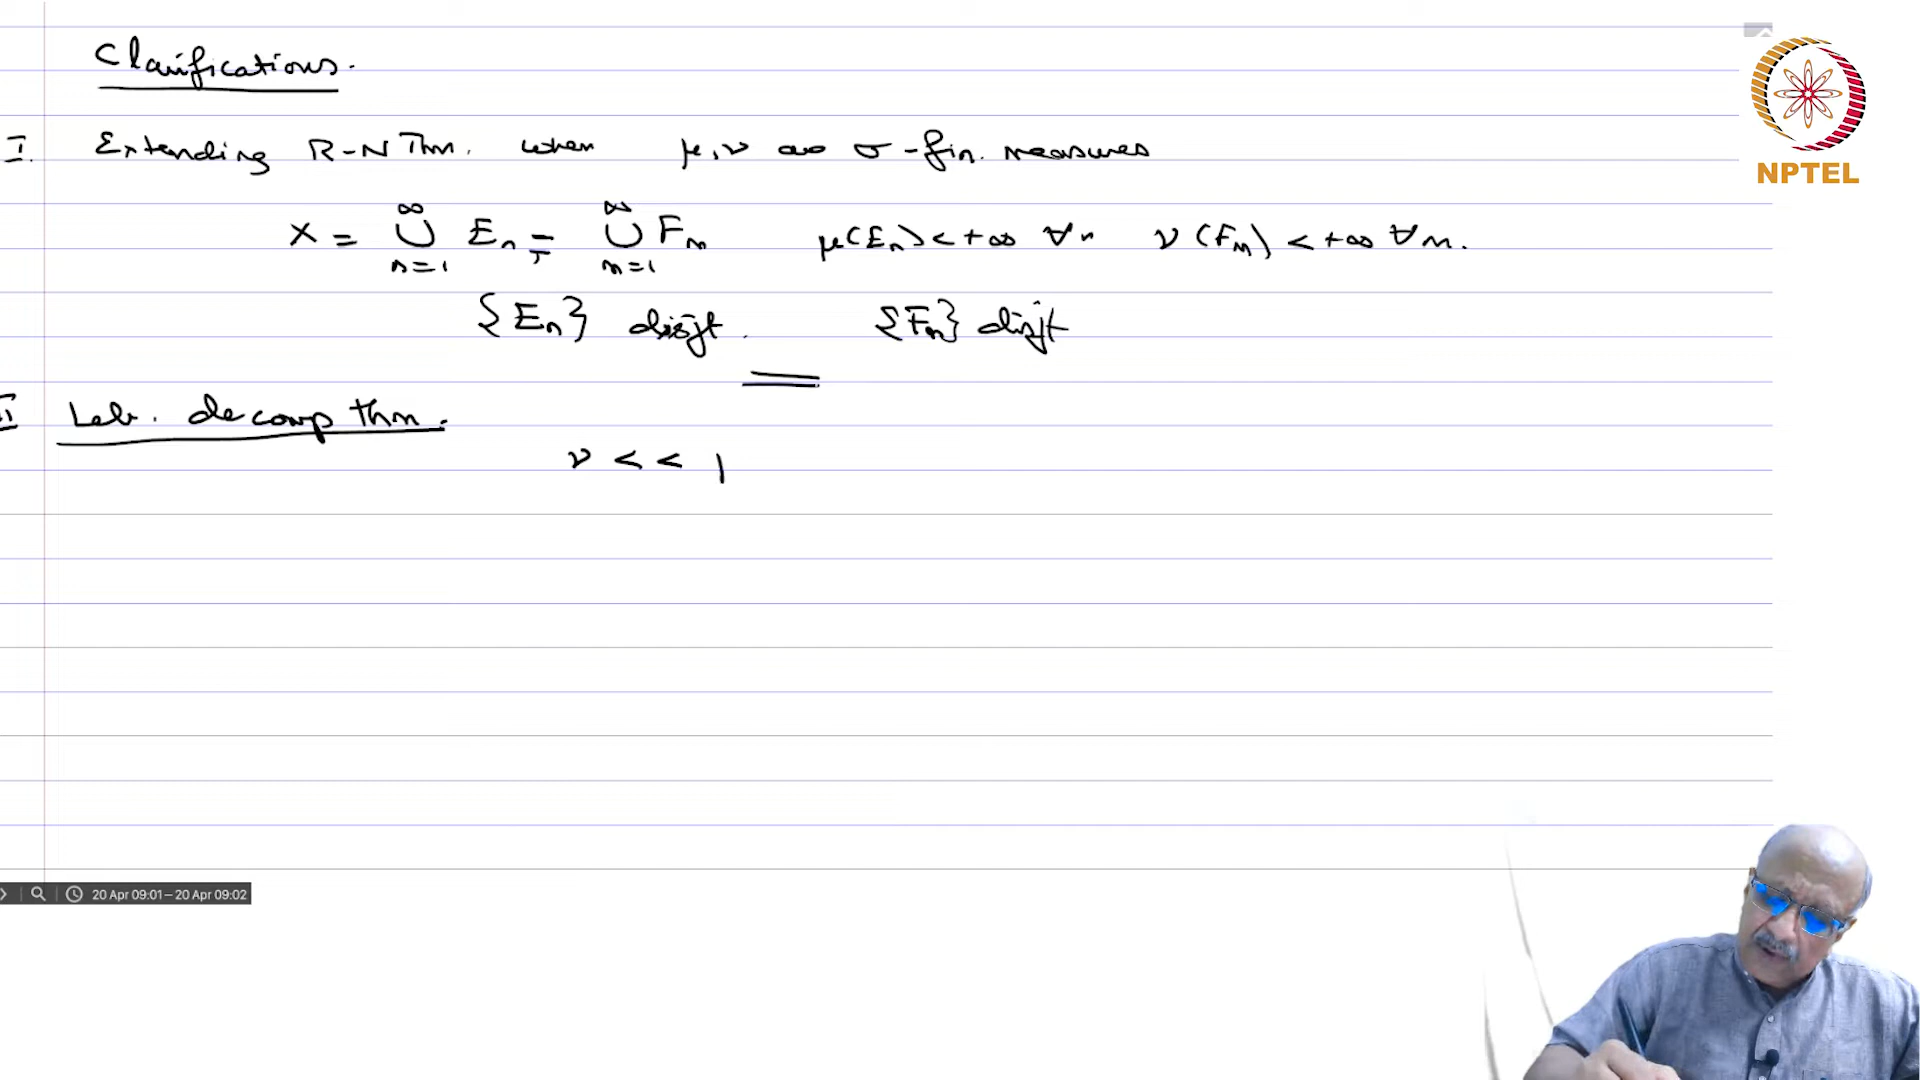 Clarifications.
I. Extending R-N Thm. when μ, ν are σ-fin. measures
X = ∞ ∪ n=1 E_n = ∞ ∪ m=1 F_m μ(E_n) < +∞ ∀n ν(F_m) < +∞ ∀m.
{E_n} disjt. {F_m} disjt
II Leb. decomp thm.
ν <<
20 Apr 09:01 – 20 Apr 09:02
NPTEL